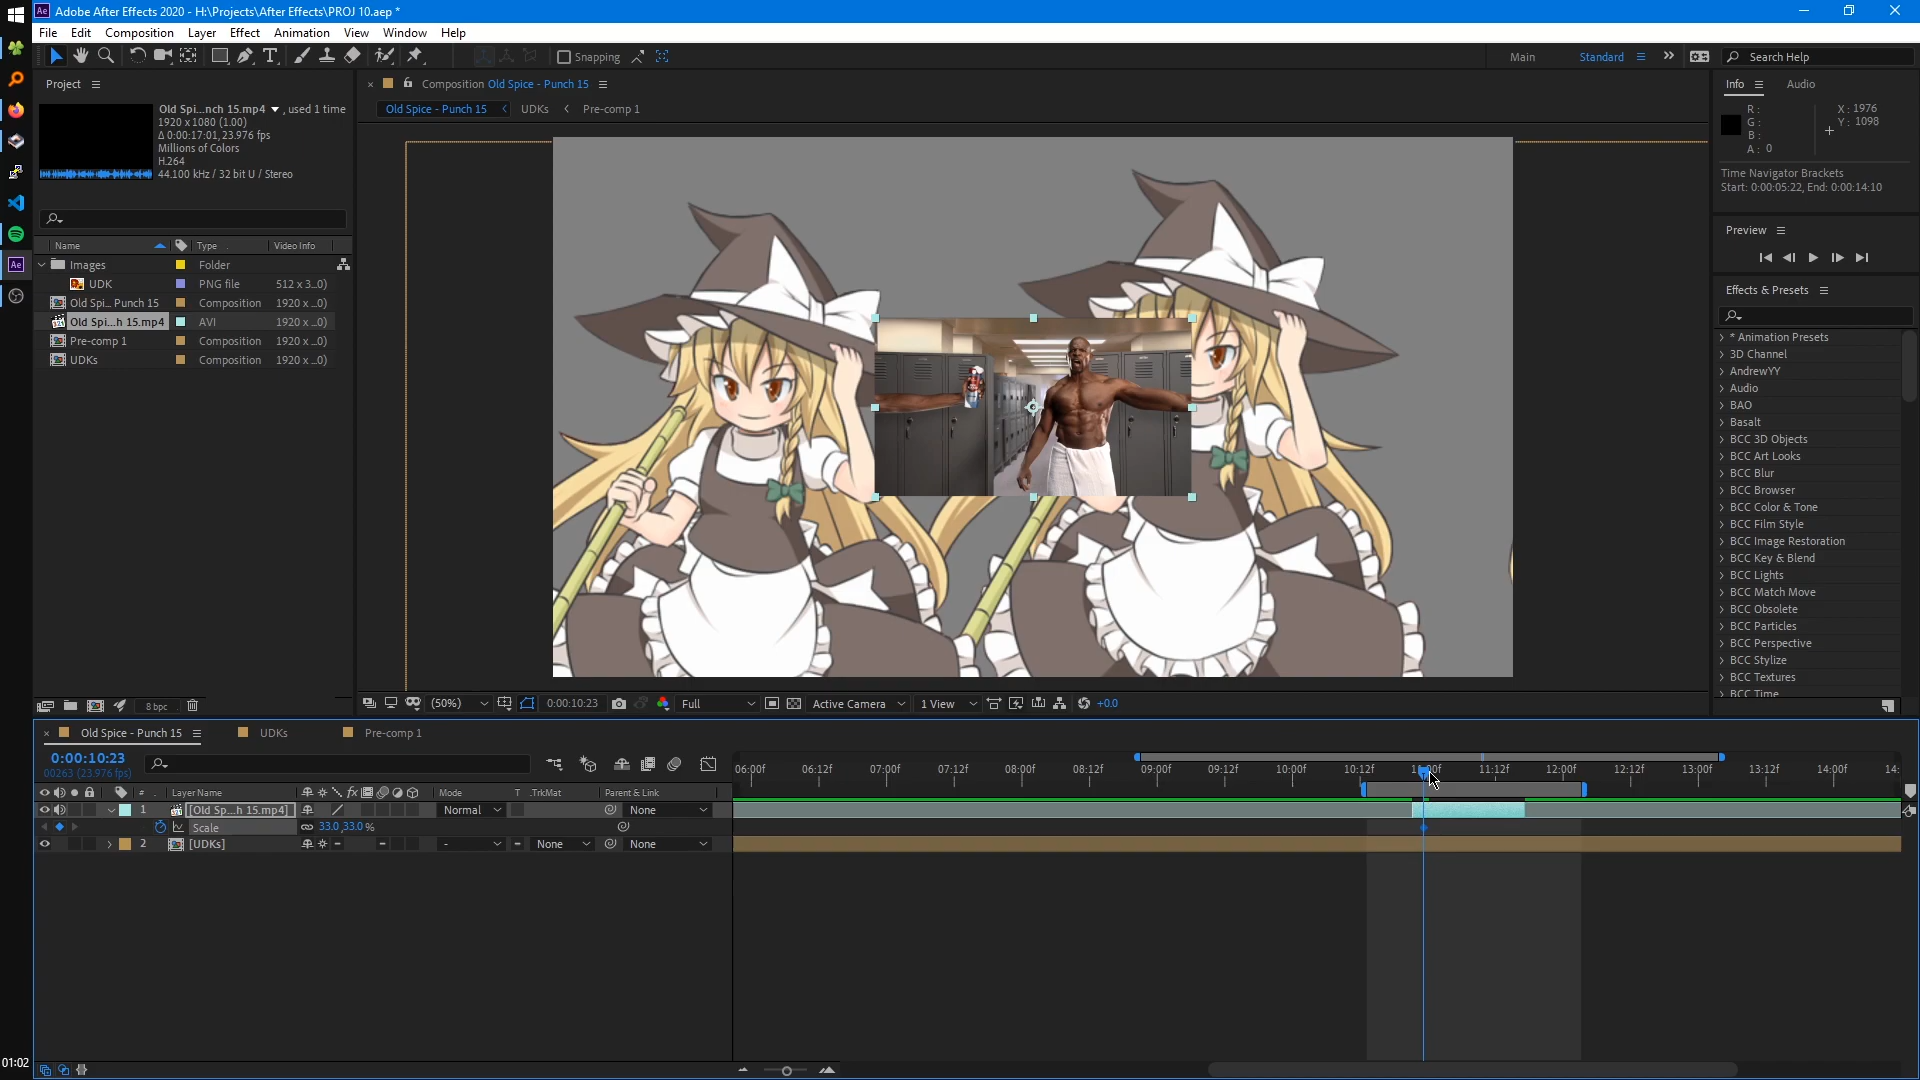 Adobe After Effects 2020 - H:\Projects\After Effects\PROJ 10.aep *
File Edit Composition Layer Effect Animation View Window Help
Snapping
Main Standard Search Help
Project
Old Spi...nch 15.mp4 , used 1 time
1920 x 1080 (1.00)
Δ 0:00:17:01, 23.976 fps
Millions of Colors
H.264
44.100 kHz / 32 bit U / Stereo
Name Type Video Info
Images Folder
UDK PNG file 512 x 3...0)
Old Spi... Punch 15 Composition 1920 x ...0)
Old Spi...h 15.mp4 AVI 1920 x ...0)
Pre-comp 1 Composition 1920 x ...0)
UDKs Composition 1920 x ...0)
8 bpc
Composition Old Spice - Punch 15
Old Spice - Punch 15 UDKs Pre-comp 1
(50%) 0:00:10:23 Full Active Camera 1 View +0.0
Info Audio
R :
G :
B :
A : 0
X : 1976
Y : 1098
Time Navigator Brackets
Start: 0:00:05:22, End: 0:00:14:10
Preview
Effects & Presets
* Animation Presets
3D Channel
AndrewYY
Audio
BAO
Basalt
BCC 3D Objects
BCC Art Looks
BCC Blur
BCC Browser
BCC Color & Tone
BCC Film Style
BCC Image Restoration
BCC Key & Blend
BCC Lights
BCC Match Move
BCC Obsolete
BCC Particles
BCC Perspective
BCC Stylize
BCC Textures
BCC Time
Old Spice - Punch 15 UDKs Pre-comp 1
0:00:10:23
00263 (23.976 fps)
06:00f 06:12f 07:00f 07:12f 08:00f 08:12f 09:00f 09:12f 10:00f 10:12f 11:00f 11:12f 12:00f 12:12f 13:00f 13:12f 14:00f 14:
# Layer Name Mode T .TrkMat Parent & Link
1 [Old Sp...h 15.mp4] Normal None
Scale 33.0,33.0 %
2 [UDKs] - None None
01:02